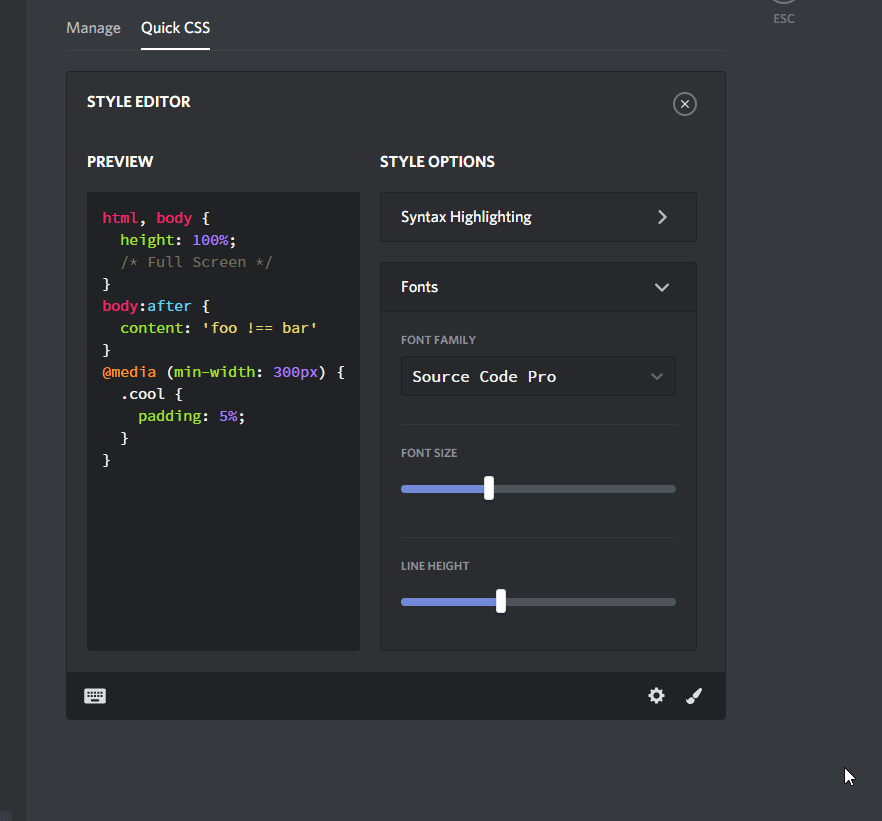 Manage Quick CSS
ESC
STYLE EDITOR
PREVIEW
html, body {
  height: 100%;
  /* Full Screen */
}
body:after {
  content: 'foo !== bar'
}
@media (min-width: 300px) {
  .cool {
    padding: 5%;
  }
}
STYLE OPTIONS
Syntax Highlighting
Fonts
FONT FAMILY
Source Code Pro
FONT SIZE
LINE HEIGHT